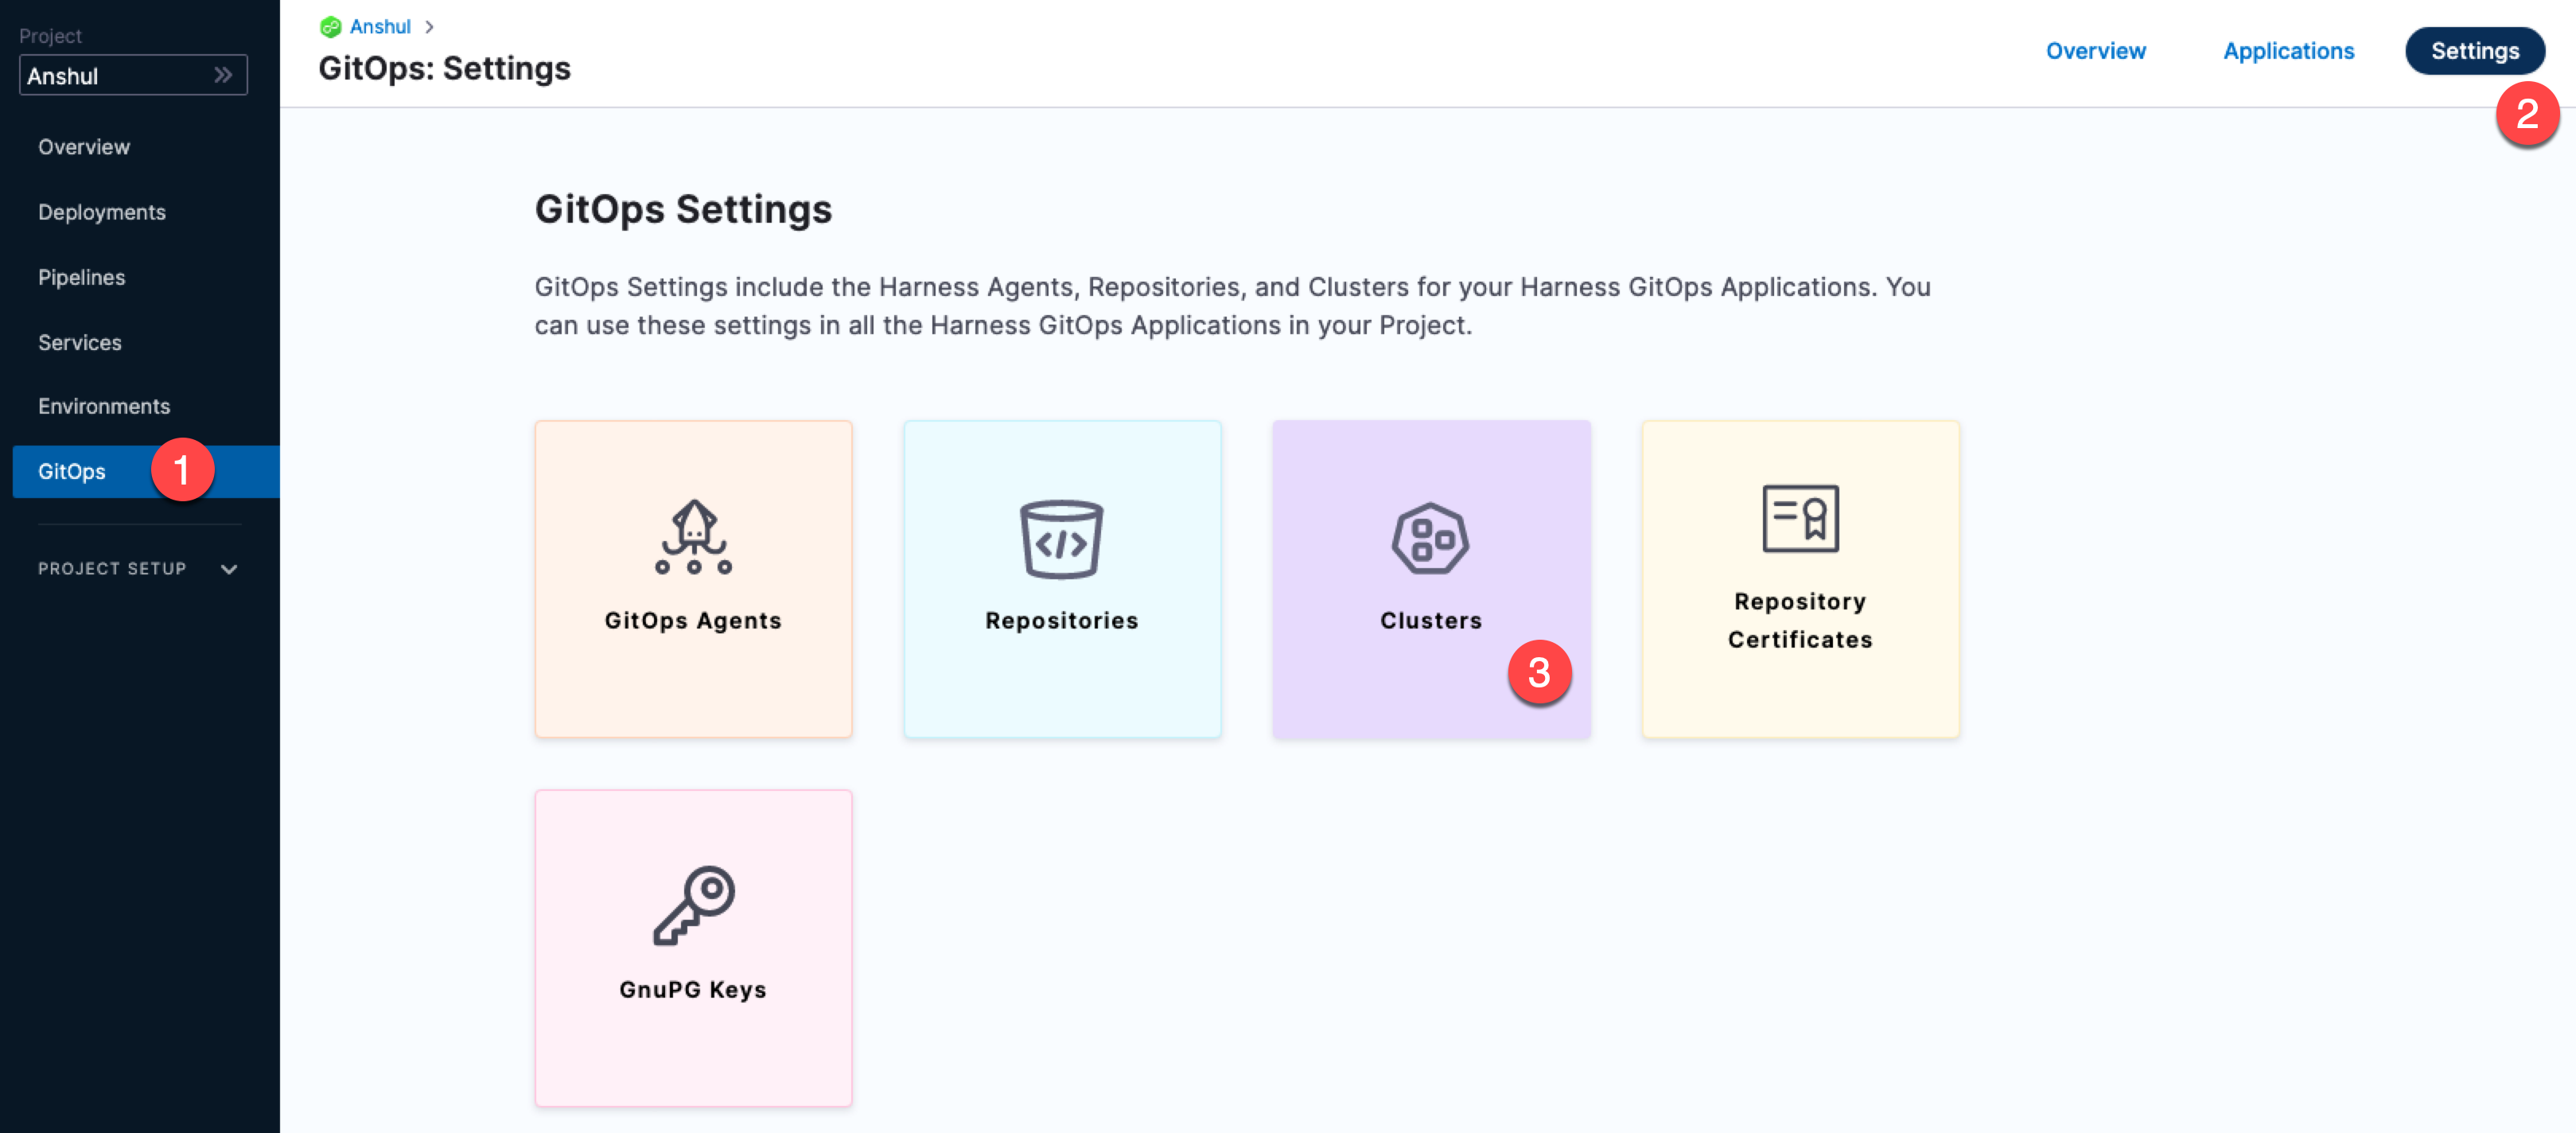 Project
Anshul
Overview
Deployments
Pipelines
Services
Environments
GitOps
1
PROJECT SETUP
Anshul
GitOps: Settings
Overview
Applications
Settings
2
GitOps Settings
GitOps Settings include the Harness Agents, Repositories, and Clusters for your Harness GitOps Applications. You
can use these settings in all the Harness GitOps Applications in your Project.
GitOps Agents
Repositories
Clusters
3
Repository
Certificates
GnuPG Keys